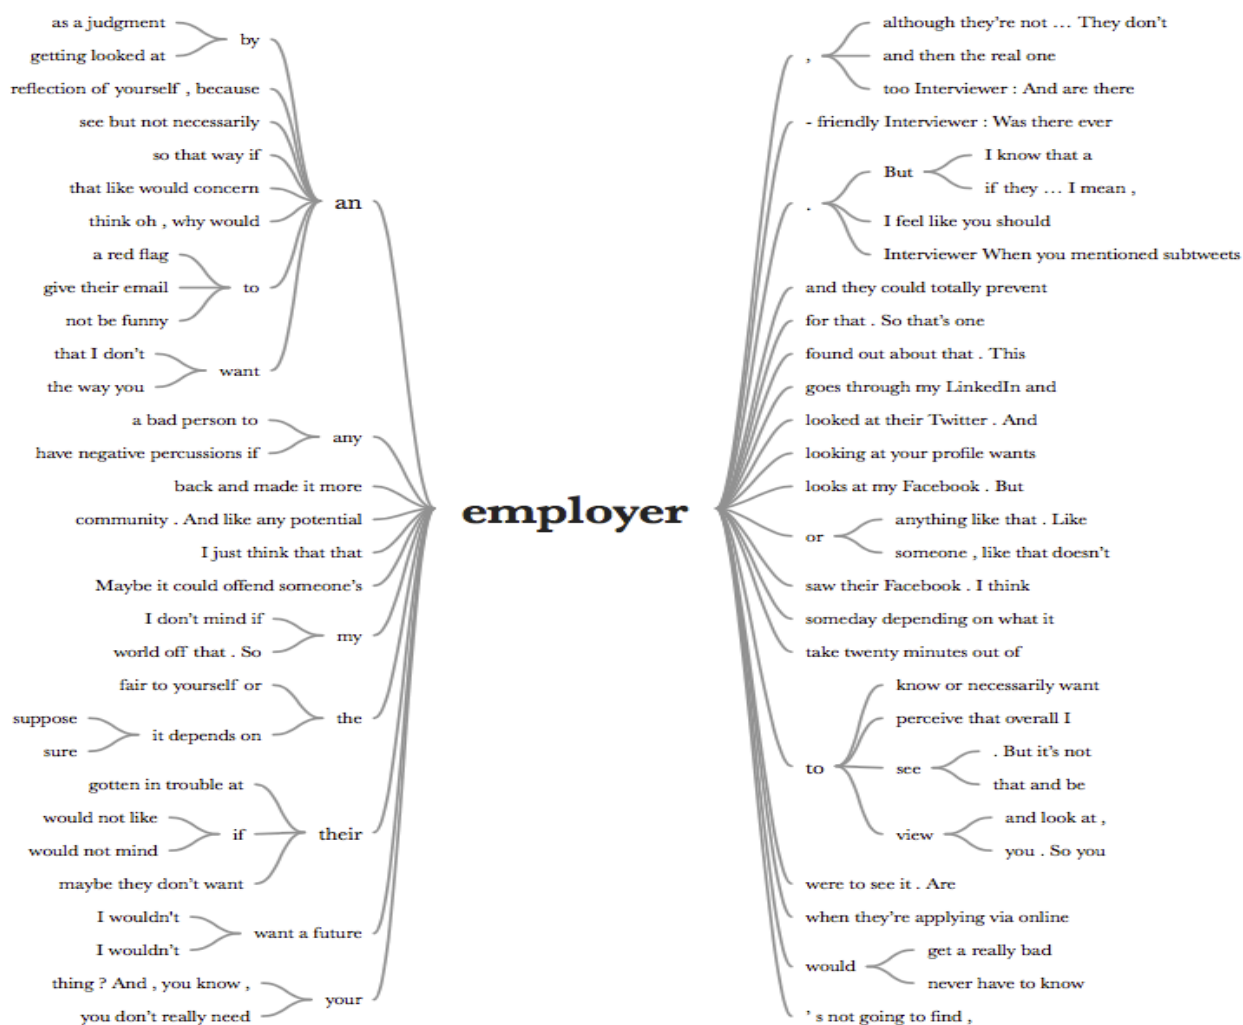 as a judgment
getting looked at
by
reflection of yourself , because
see but not necessarily
so that way if
that like would concern
think oh , why would
an
a red flag
give their email
not be funny
to
that I don't
the way you
want
a bad person to
have negative percussions if
any
back and made it more
community . And like any potential
I just think that that
Maybe it could offend someone's
I don't mind if
world off that . So
my
fair to yourself or
the
suppose
sure
it depends on
gotten in trouble at
would not like
would not mind
if
their
maybe they don't want
I wouldn't
I wouldn't
want a future
thing ? And , you know ,
you don't really need
your
employer
,
although they're not … They don't
and then the real one
too Interviewer : And are there
- friendly Interviewer : Was there ever
.
But
I know that a
if they … I mean ,
I feel like you should
Interviewer When you mentioned subtweets
and they could totally prevent
for that . So that's one
found out about that . This
goes through my LinkedIn and
looked at their Twitter . And
looking at your profile wants
looks at my Facebook . But
or
anything like that . Like
someone , like that doesn't
saw their Facebook . I think
someday depending on what it
take twenty minutes out of
to
know or necessarily want
perceive that overall I
see
. But it's not
that and be
view
and look at ,
you . So you
were to see it . Are
when they're applying via online
would
get a really bad
never have to know
' s not going to find ,